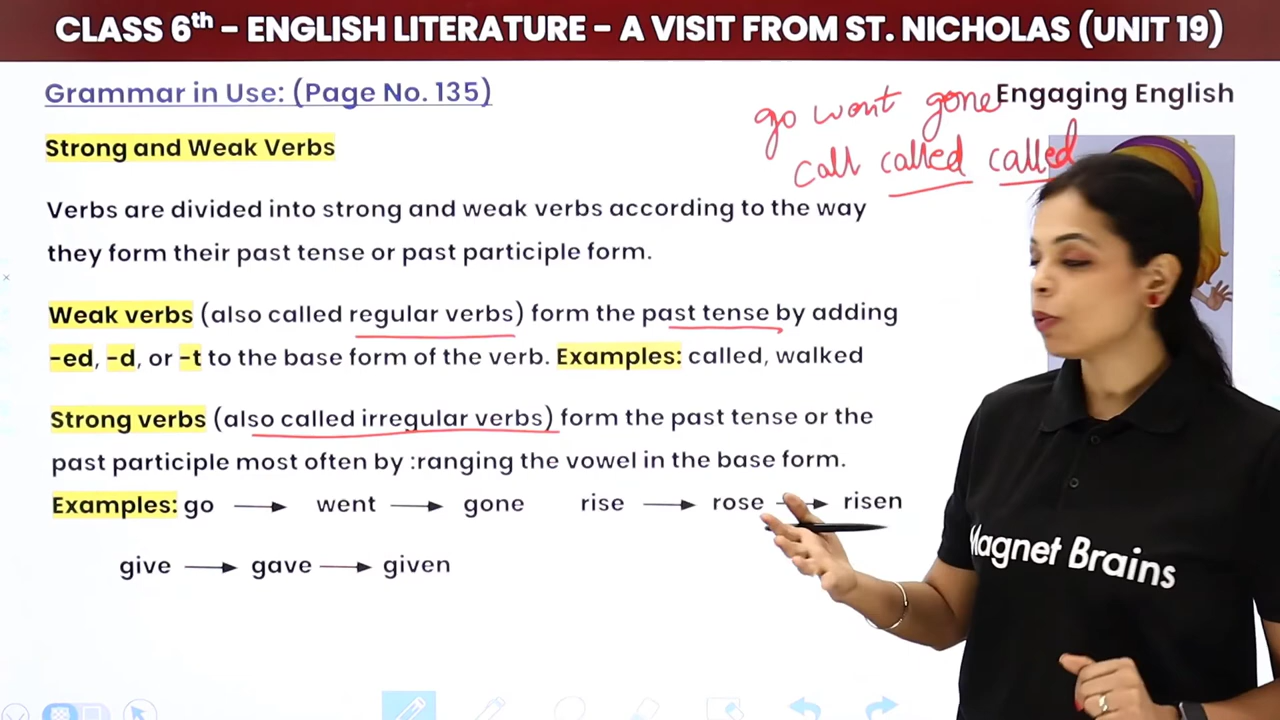 CLASS 6th – ENGLISH LITERATURE – A VISIT FROM ST. NICHOLAS (UNIT 19)
Grammar in Use: (Page No. 135)
Engaging English
go went gone
call called called
Strong and Weak Verbs
Verbs are divided into strong and weak verbs according to the way
they form their past tense or past participle form.
Weak verbs (also called regular verbs) form the past tense by adding
-ed, -d, or -t to the base form of the verb. Examples: called, walked
Strong verbs (also called irregular verbs) form the past tense or the
past participle most often by :ranging the vowel in the base form.
Examples: go → went → gone rise → rose → risen
give → gave → given
Magnet Brains